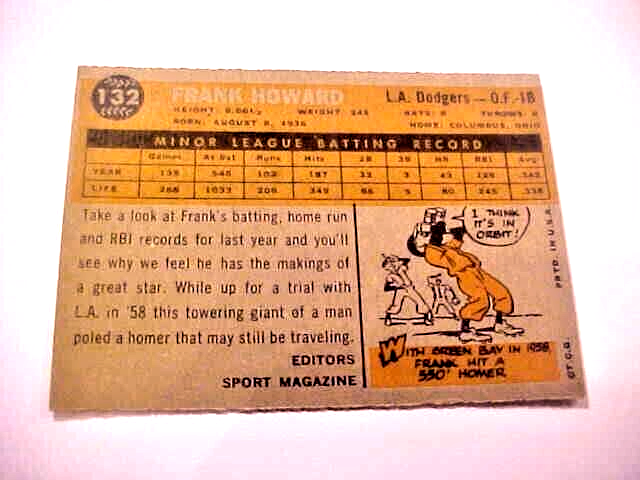 132
FRANK HOWARD
L.A. Dodgers — O.F.-1B
HEIGHT: WEIGHT: 245 BATS: R THROWS: R
BORN: AUGUST 8, 1936 HOME: COLUMBUS, OHIO
MINOR LEAGUE BATTING RECORD
Games At Bat Runs Hits 2B 3B HR RBI Avg.
YEAR
LIFE
Take a look at Frank's batting, home run
and RBI records for last year and you'll
see why we feel he has the makings of
a great star. While up for a trial with
L.A. in '58 this towering giant of a man
poled a homer that may still be traveling.
EDITORS
SPORT MAGAZINE
I THINK
IT'S IN
ORBIT!
WITH GREEN BAY IN 1958,
FRANK HIT A
550' HOMER.
PRTD. IN U.S.A.
©T.C.G.